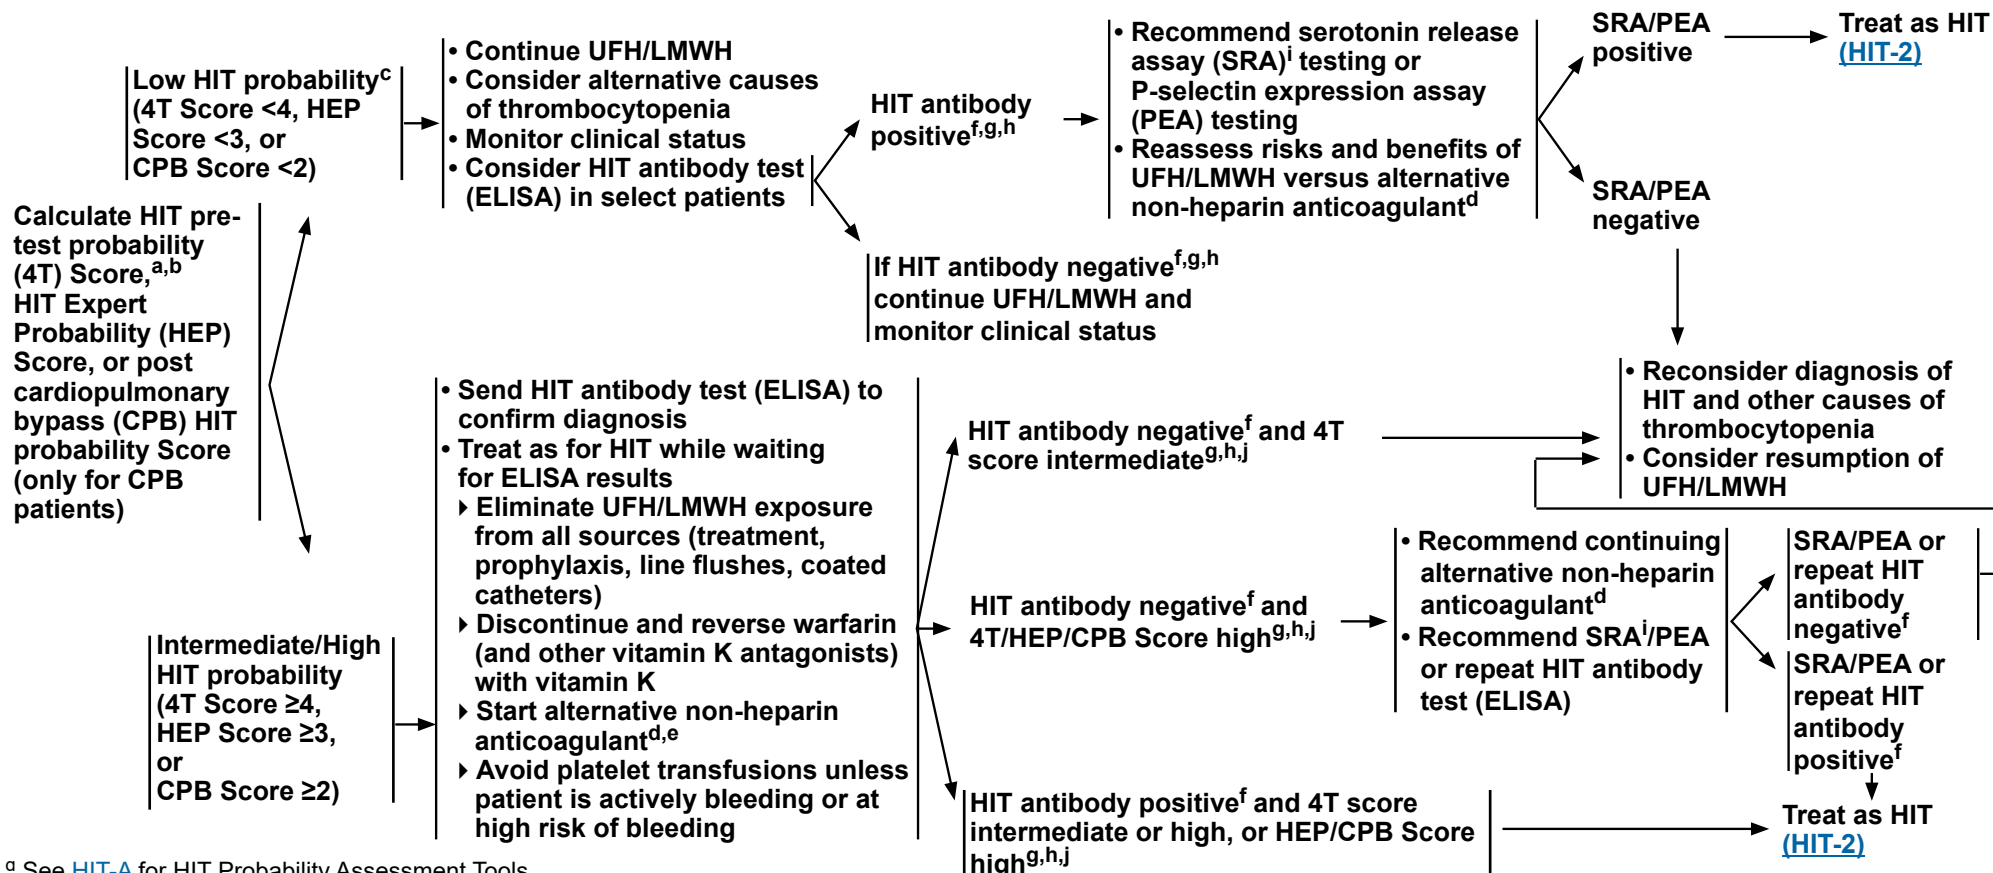 Calculate HIT pre-
test probability
(4T) Score,a,b
HIT Expert
Probability (HEP)
Score, or post
cardiopulmonary
bypass (CPB) HIT
probability Score
(only for CPB
patients)
Low HIT probabilityc
(4T Score <4, HEP
Score <3, or
CPB Score <2)
• Continue UFH/LMWH
• Consider alternative causes
of thrombocytopenia
• Monitor clinical status
• Consider HIT antibody test
(ELISA) in select patients
HIT antibody
positivef,g,h
If HIT antibody negativef,g,h
continue UFH/LMWH and
monitor clinical status
• Recommend serotonin release
assay (SRA)i testing or
P-selectin expression assay
(PEA) testing
• Reassess risks and benefits of
UFH/LMWH versus alternative
non-heparin anticoagulantd
SRA/PEA
positive
Treat as HIT
(HIT-2)
SRA/PEA
negative
• Reconsider diagnosis of
HIT and other causes of
thrombocytopenia
• Consider resumption of
UFH/LMWH
Intermediate/High
HIT probability
(4T Score ≥4,
HEP Score ≥3,
or
CPB Score ≥2)
• Send HIT antibody test (ELISA) to
confirm diagnosis
• Treat as for HIT while waiting
for ELISA results
▸ Eliminate UFH/LMWH exposure
from all sources (treatment,
prophylaxis, line flushes, coated
catheters)
▸ Discontinue and reverse warfarin
(and other vitamin K antagonists)
with vitamin K
▸ Start alternative non-heparin
anticoagulantd,e
▸ Avoid platelet transfusions unless
patient is actively bleeding or at
high risk of bleeding
HIT antibody negativef and 4T
score intermediateg,h,j
HIT antibody negativef and
4T/HEP/CPB Score highg,h,j
• Recommend continuing
alternative non-heparin
anticoagulantd
• Recommend SRAi/PEA
or repeat HIT antibody
test (ELISA)
SRA/PEA or
repeat HIT
antibody
negativef
SRA/PEA or
repeat HIT
antibody
positivef
HIT antibody positivef and 4T score
intermediate or high, or HEP/CPB Score
highg,h,j
Treat as HIT
(HIT-2)
g See HIT-A for HIT Probability Assessment Tools